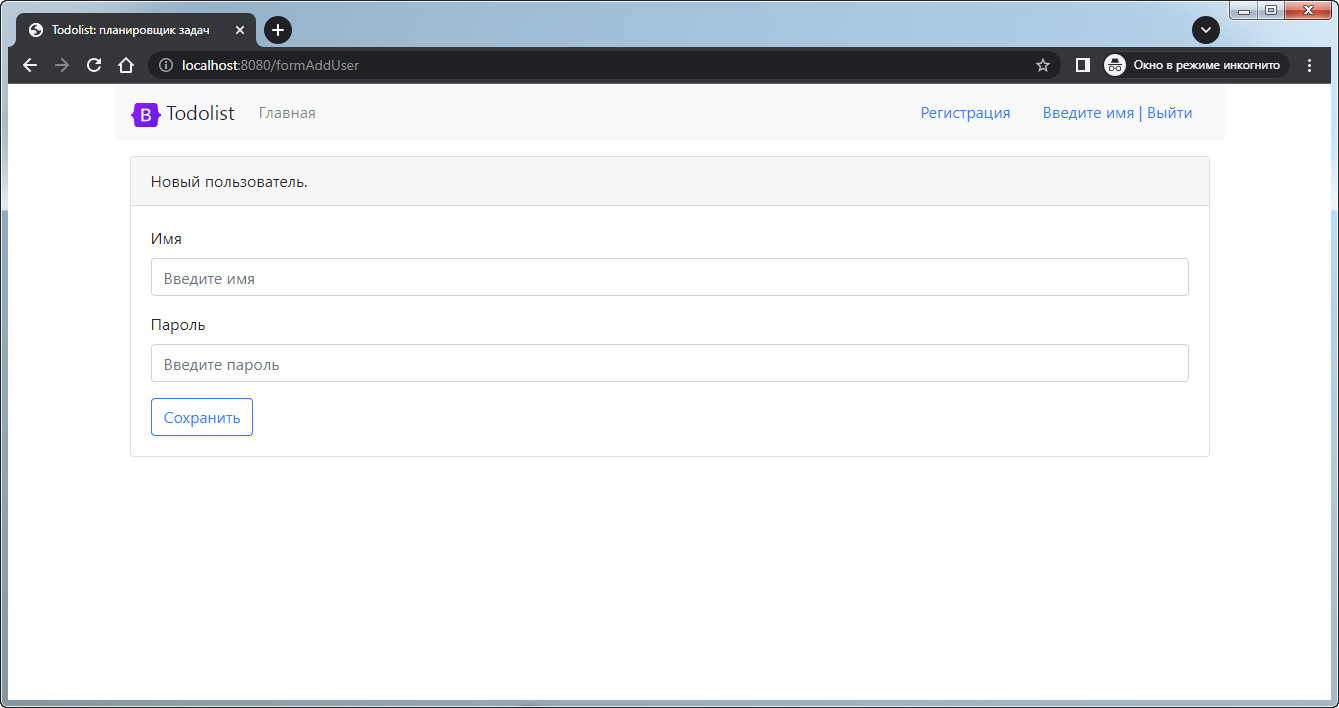 Todolist: планировщик задач
localhost:8080/formAddUser
Окно в режиме инкогнито
B Todolist Главная Регистрация Введите имя | Выйти
Новый пользователь.
Имя
Введите имя
Пароль
Введите пароль
Сохранить